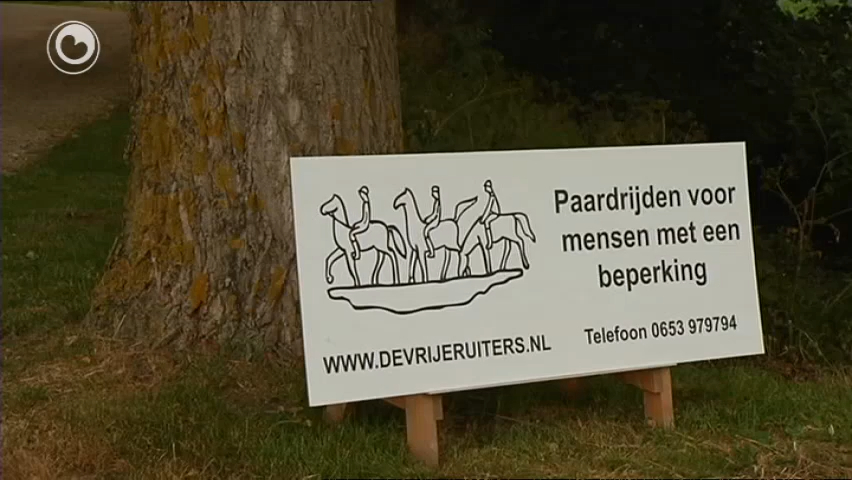 Paardrijden voor
mensen met een
beperking
WWW.DEVRIJERUITERS.NL
Telefoon 0653 979794